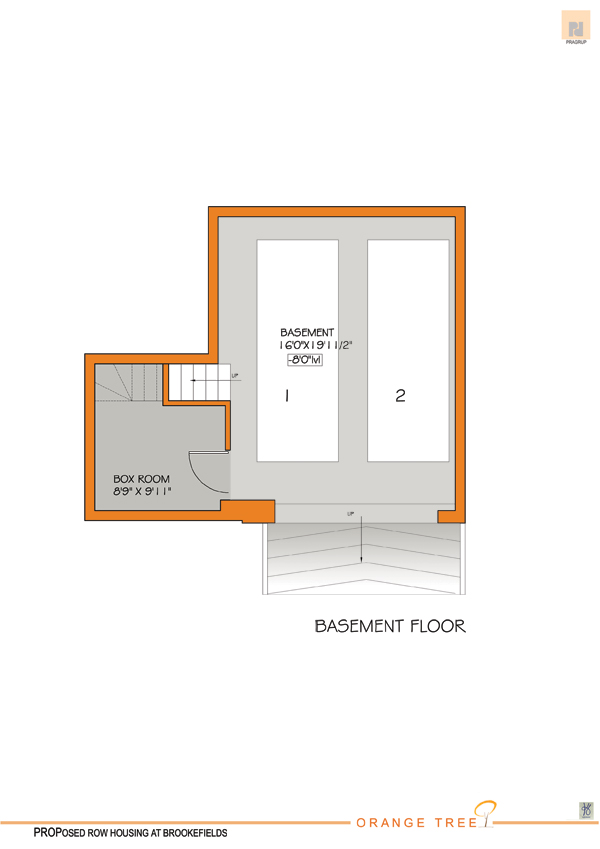 PRAGRUP
BASEMENT
16'0"X19'11/2"
-8'0"lvl
1
2
UP
BOX ROOM
8'9" X 9'11"
UP
BASEMENT FLOOR
ORANGE TREE
PROPOSED ROW HOUSING AT BROOKEFIELDS